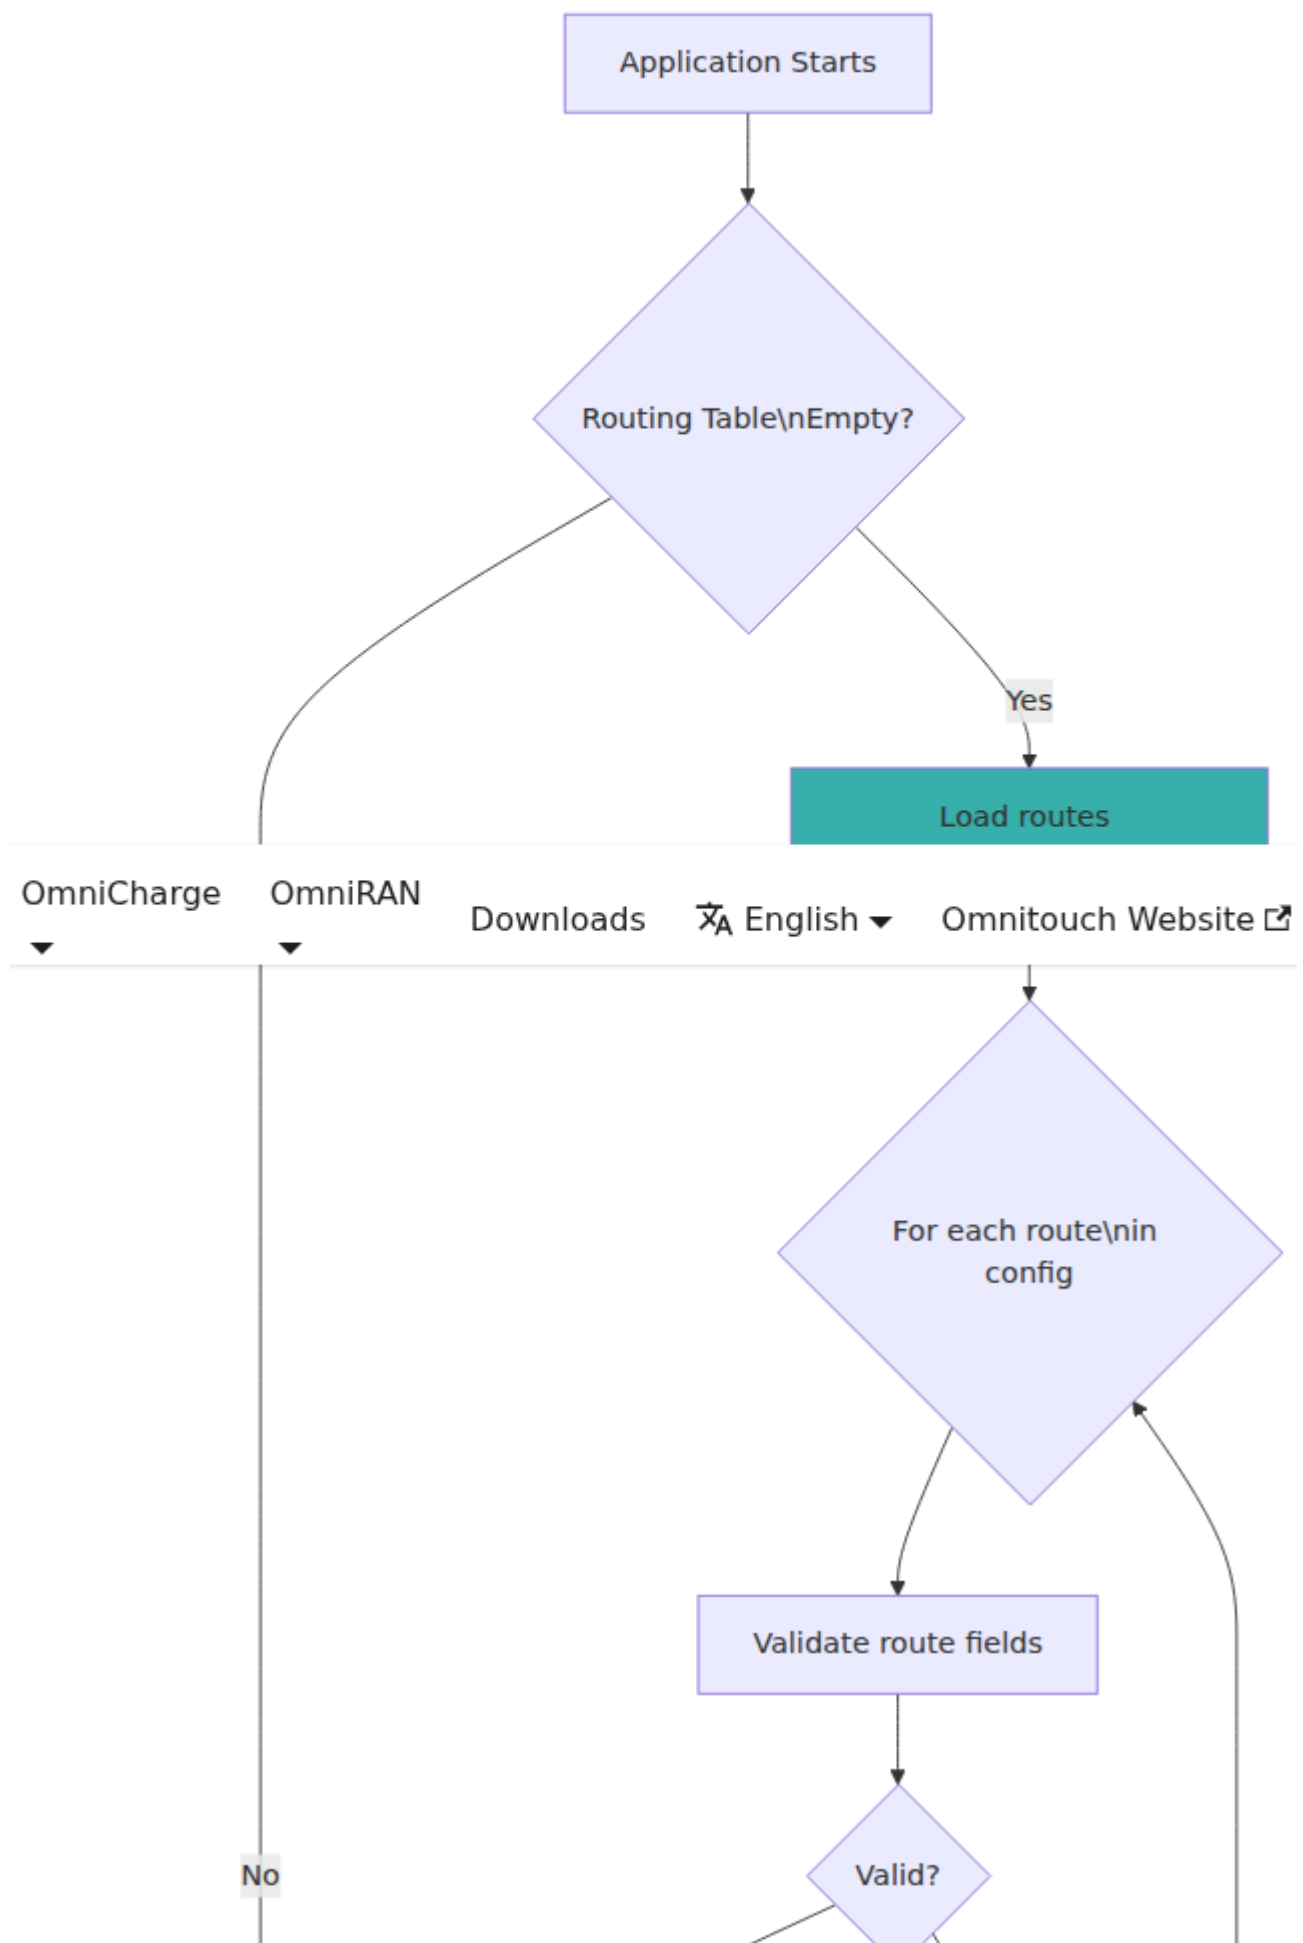 Application Starts
Routing Table\nEmpty?
Yes
Load routes
OmniCharge
OmniRAN
Downloads
English
Omnitouch Website
For each route\nin
config
Validate route fields
No
Valid?